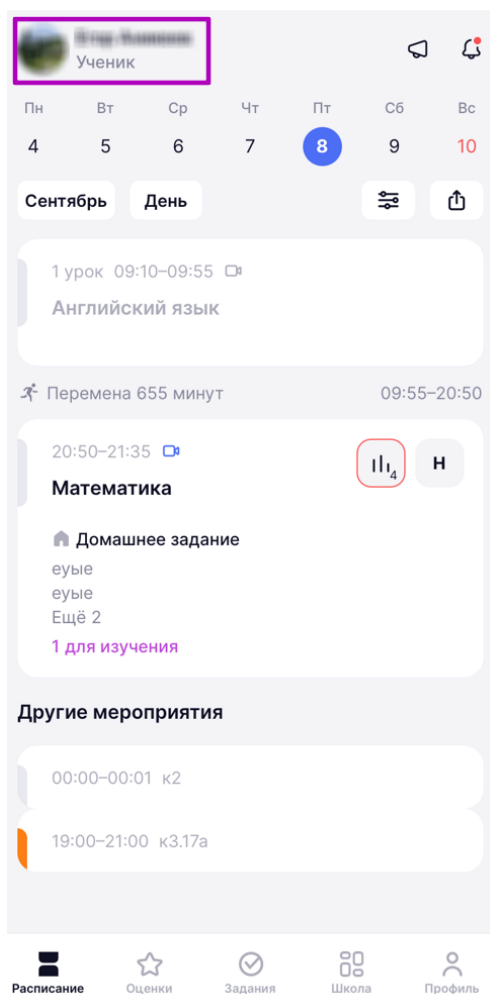 Ученик
Пн Вт Ср Чт Пт Сб Вс
4 5 6 7 8 9 10
Сентябрь День
1 урок 09:10–09:55
Английский язык
Перемена 655 минут 09:55–20:50
20:50–21:35
4 Н
Математика
Домашнее задание
еуые
еуые
Ещё 2
1 для изучения
Другие мероприятия
00:00–00:01 к2
19:00–21:00 к3.17а
Расписание Оценки Задания Школа Профиль